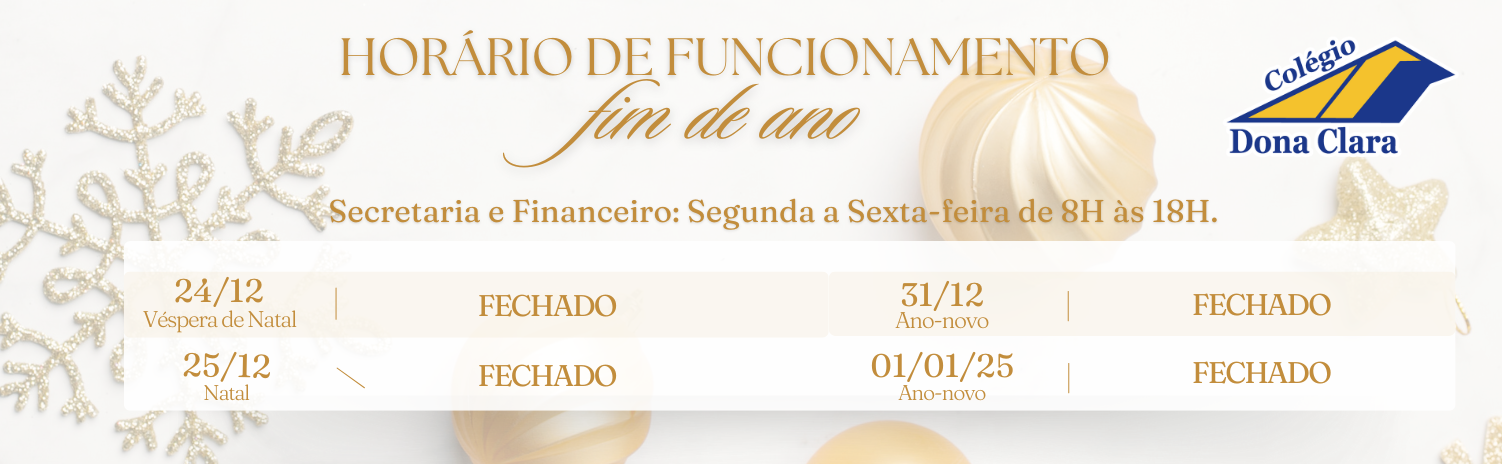 HORÁRIO DE FUNCIONAMENTO
fim de ano
Colégio
Dona Clara
Secretaria e Financeiro: Segunda a Sexta-feira de 8H às 18H.
24/12
Véspera de Natal
FECHADO
31/12
Ano-novo
FECHADO
25/12
Natal
FECHADO
01/01/25
Ano-novo
FECHADO